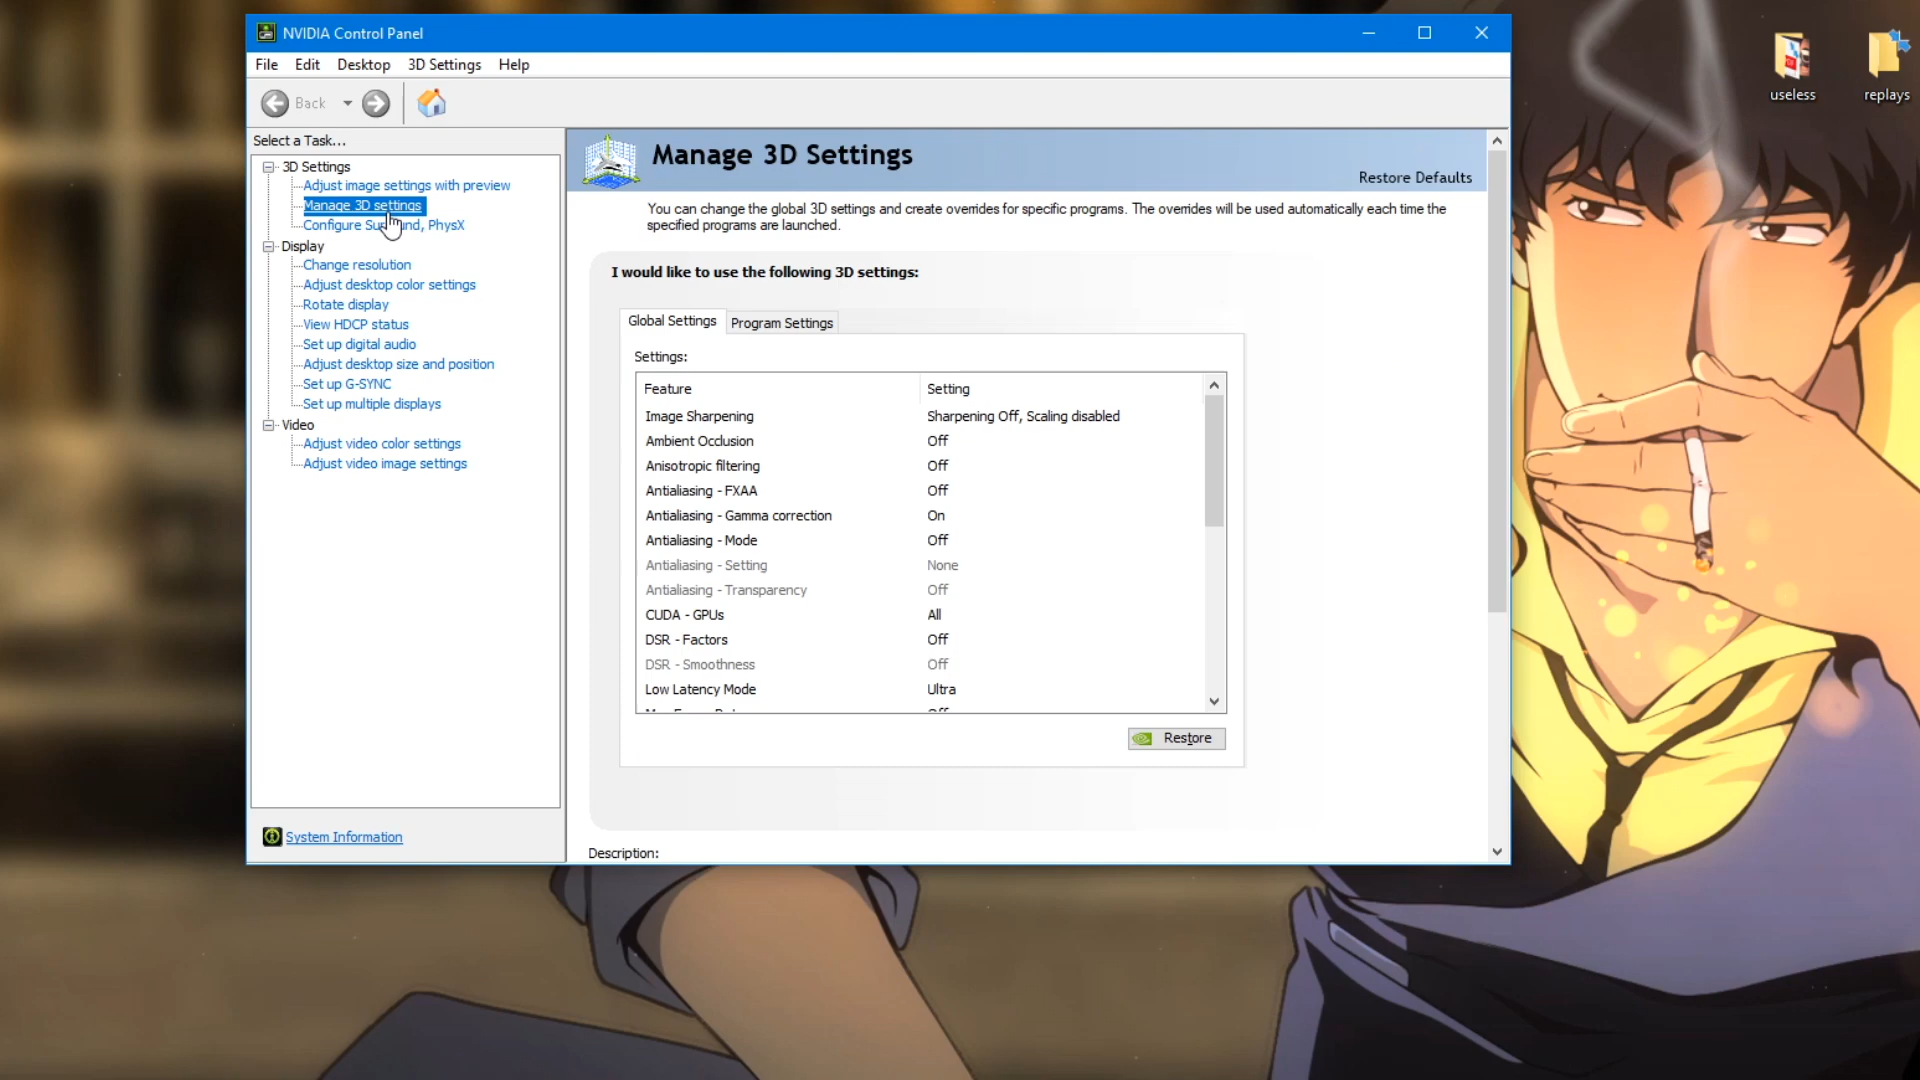 NVIDIA Control Panel
File Edit Desktop 3D Settings Help
Back
useless
replays
Select a Task...
3D Settings
Adjust image settings with preview
Manage 3D settings
Configure Surround, PhysX
Display
Change resolution
Adjust desktop color settings
Rotate display
View HDCP status
Set up digital audio
Adjust desktop size and position
Set up G-SYNC
Set up multiple displays
Video
Adjust video color settings
Adjust video image settings
System Information
Manage 3D Settings
Restore Defaults
You can change the global 3D settings and create overrides for specific programs. The overrides will be used automatically each time the
specified programs are launched.
I would like to use the following 3D settings:
Global Settings Program Settings
Settings:
Feature Setting
Image Sharpening Sharpening Off, Scaling disabled
Ambient Occlusion Off
Anisotropic filtering Off
Antialiasing - FXAA Off
Antialiasing - Gamma correction On
Antialiasing - Mode Off
Antialiasing - Setting None
Antialiasing - Transparency Off
CUDA - GPUs All
DSR - Factors Off
DSR - Smoothness Off
Low Latency Mode Ultra
Restore
Description: